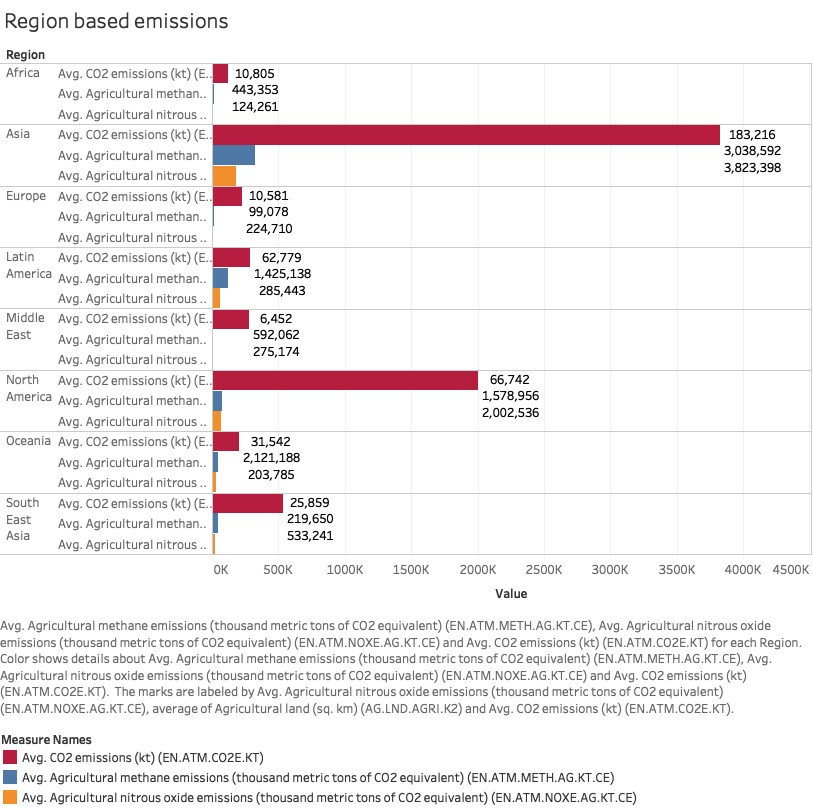 Region based emissions
Region
Africa Avg. CO2 emissions (kt) (E.. 10,805
Avg. Agricultural methan.. 443,353
Avg. Agricultural nitrous .. 124,261
Asia Avg. CO2 emissions (kt) (E.. 183,216
Avg. Agricultural methan.. 3,038,592
Avg. Agricultural nitrous .. 3,823,398
Europe Avg. CO2 emissions (kt) (E.. 10,581
Avg. Agricultural methan.. 99,078
Avg. Agricultural nitrous .. 224,710
Latin Avg. CO2 emissions (kt) (E.. 62,779
America Avg. Agricultural methan.. 1,425,138
Avg. Agricultural nitrous .. 285,443
Middle Avg. CO2 emissions (kt) (E.. 6,452
East Avg. Agricultural methan.. 592,062
Avg. Agricultural nitrous .. 275,174
North Avg. CO2 emissions (kt) (E.. 66,742
America Avg. Agricultural methan.. 1,578,956
Avg. Agricultural nitrous .. 2,002,536
Oceania Avg. CO2 emissions (kt) (E.. 31,542
Avg. Agricultural methan.. 2,121,188
Avg. Agricultural nitrous .. 203,785
South Avg. CO2 emissions (kt) (E.. 25,859
East Avg. Agricultural methan.. 219,650
Asia Avg. Agricultural nitrous .. 533,241
0K 500K 1000K 1500K 2000K 2500K 3000K 3500K 4000K 4500K
Value
Avg. Agricultural methane emissions (thousand metric tons of CO2 equivalent) (EN.ATM.METH.AG.KT.CE), Avg. Agricultural nitrous oxide
emissions (thousand metric tons of CO2 equivalent) (EN.ATM.NOXE.AG.KT.CE) and Avg. CO2 emissions (kt) (EN.ATM.CO2E.KT) for each Region.
Color shows details about Avg. Agricultural methane emissions (thousand metric tons of CO2 equivalent) (EN.ATM.METH.AG.KT.CE), Avg.
Agricultural nitrous oxide emissions (thousand metric tons of CO2 equivalent) (EN.ATM.NOXE.AG.KT.CE) and Avg. CO2 emissions (kt)
(EN.ATM.CO2E.KT). The marks are labeled by Avg. Agricultural nitrous oxide emissions (thousand metric tons of CO2 equivalent)
(EN.ATM.NOXE.AG.KT.CE), average of Agricultural land (sq. km) (AG.LND.AGRI.K2) and Avg. CO2 emissions (kt) (EN.ATM.CO2E.KT).
Measure Names
Avg. CO2 emissions (kt) (EN.ATM.CO2E.KT)
Avg. Agricultural methane emissions (thousand metric tons of CO2 equivalent) (EN.ATM.METH.AG.KT.CE)
Avg. Agricultural nitrous oxide emissions (thousand metric tons of CO2 equivalent) (EN.ATM.NOXE.AG.KT.CE)